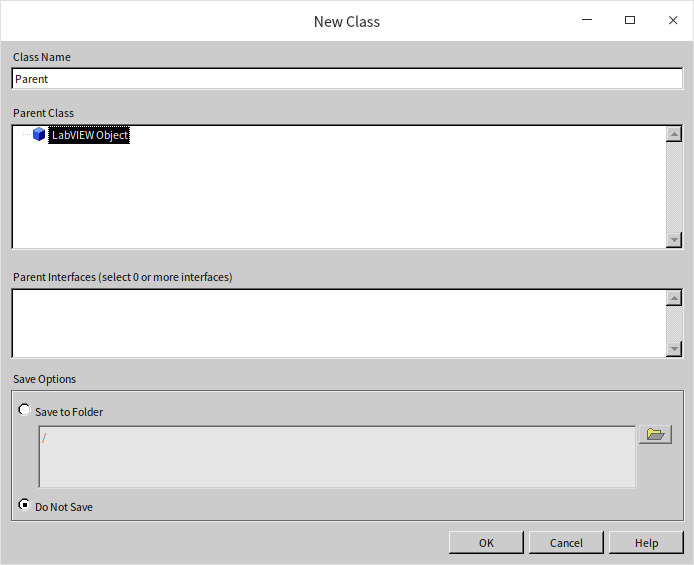 New Class
Class Name
Parent
Parent Class
LabVIEW Object
Parent Interfaces (select 0 or more interfaces)
Save Options
Save to Folder
/
Do Not Save
OK Cancel Help